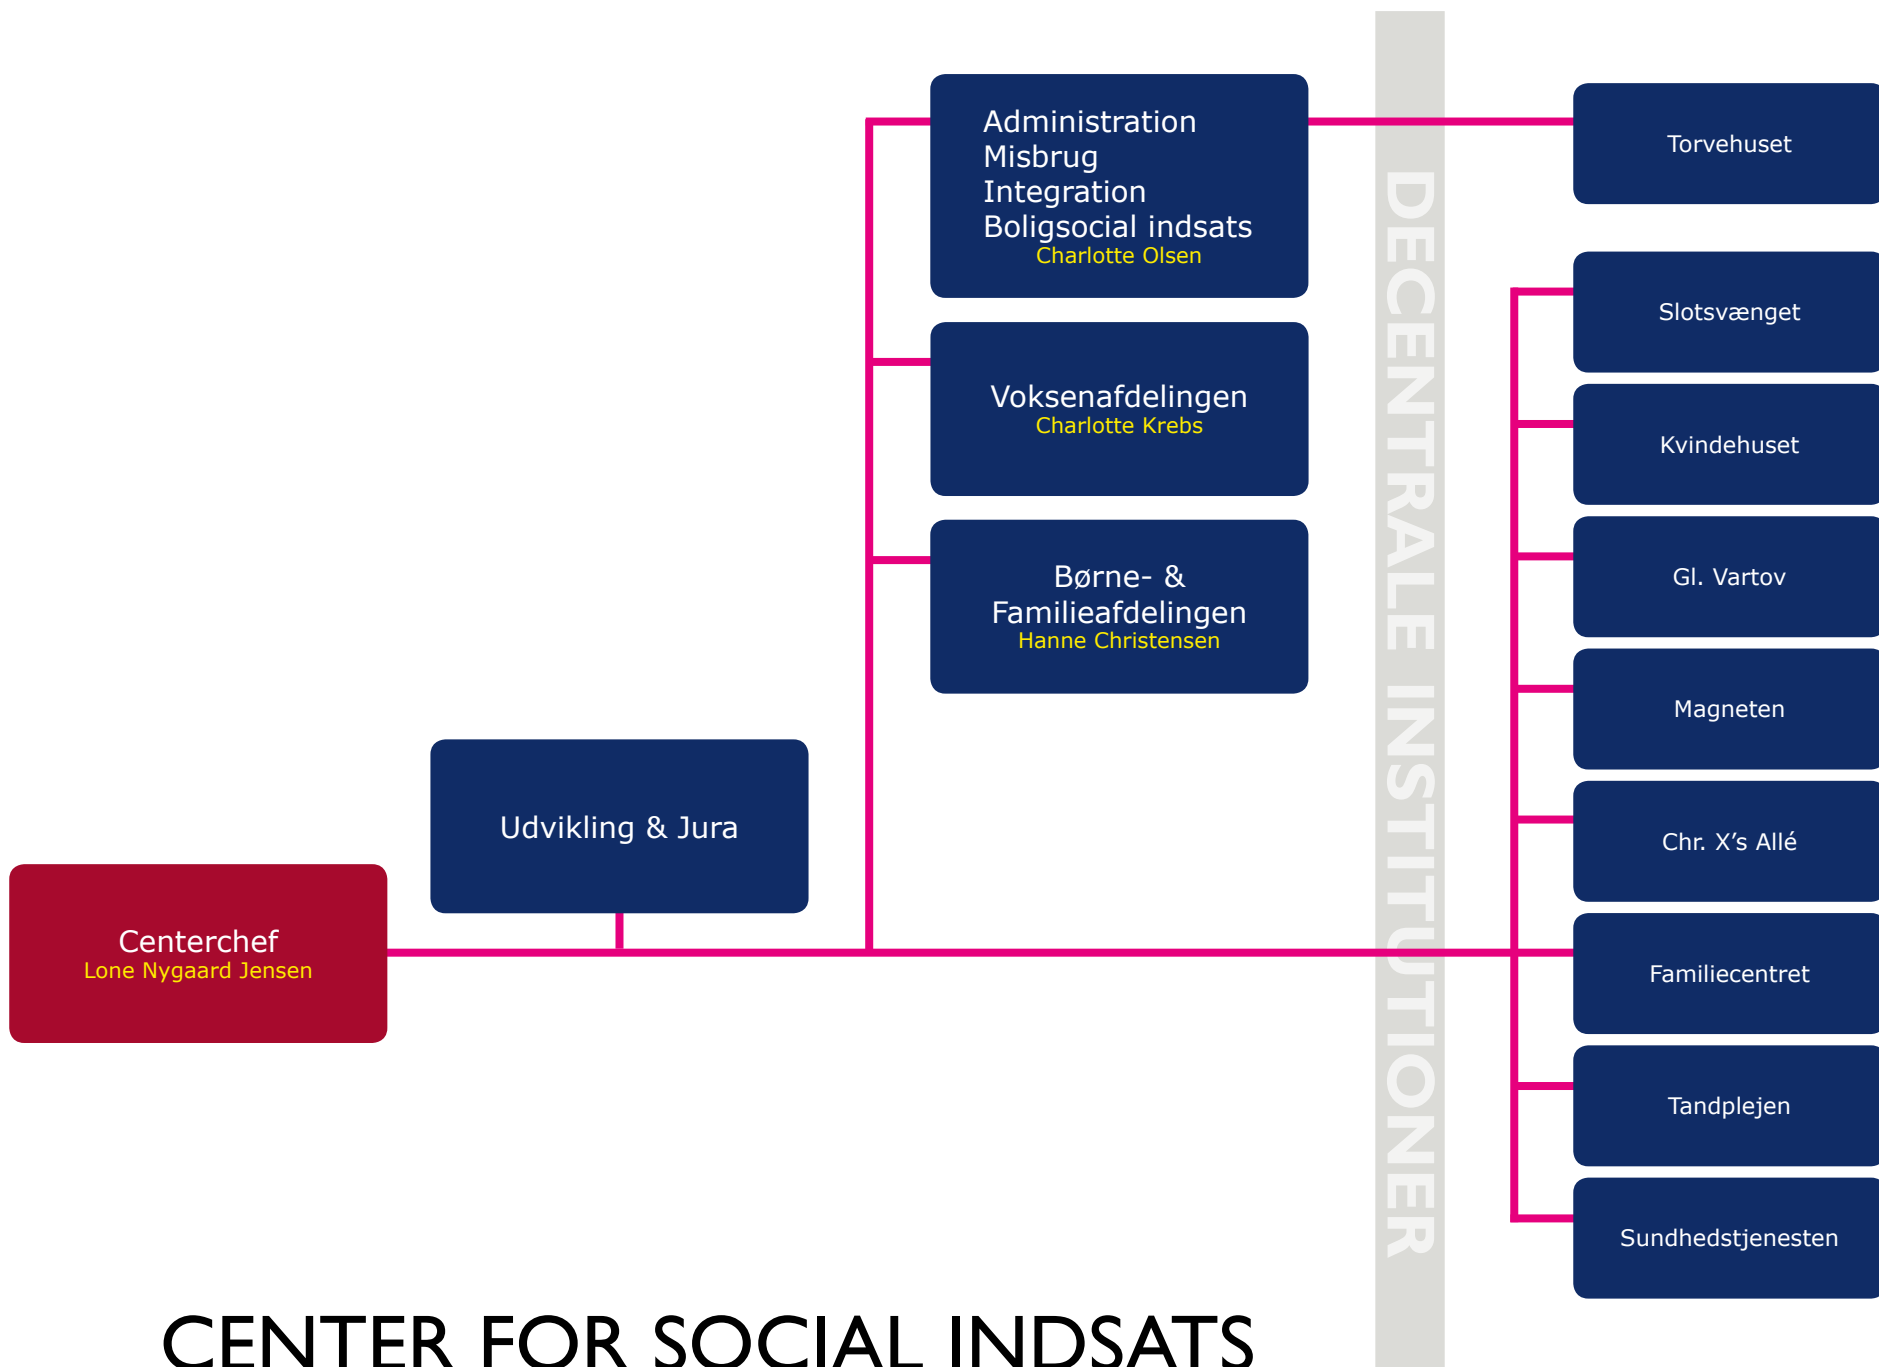 Administration
Misbrug
Integration
Boligsocial indsats
Charlotte Olsen
Voksenafdelingen
Charlotte Krebs
Børne- &
Familieafdelingen
Hanne Christensen
Udvikling & Jura
Centerchef
Lone Nygaard Jensen
DECENTRALE INSTITUTIONER
Torvehuset
Slotsvænget
Kvindehuset
Gl. Vartov
Magneten
Chr. X’s Allé
Familiecentret
Tandplejen
Sundhedstjenesten
CENTER FOR SOCIAL INDSATS